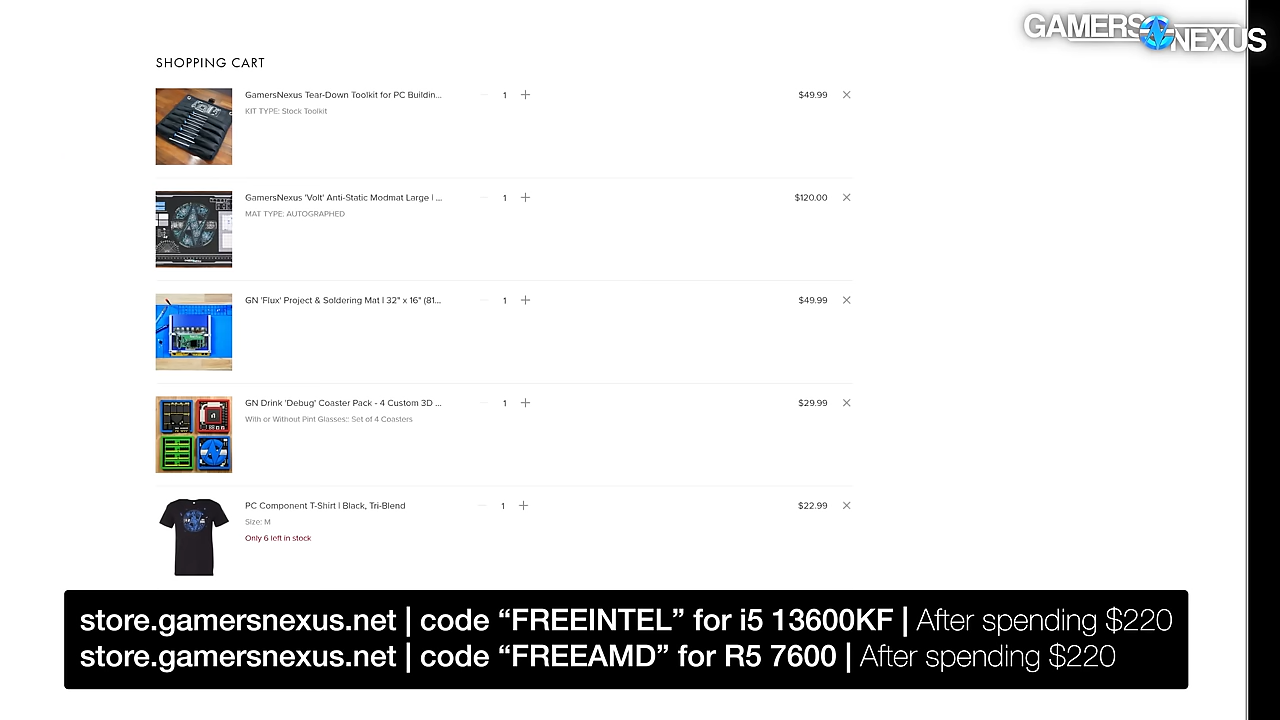 GAMERS NEXUS
SHOPPING CART
GamersNexus Tear-Down Toolkit for PC Buildin... 1 + $49.99 ×
KIT TYPE: Stock Toolkit
GamersNexus 'Volt' Anti-Static Modmat Large | ... 1 + $120.00 ×
MAT TYPE: AUTOGRAPHED
GN 'Flux' Project & Soldering Mat | 32" x 16" (81... 1 + $49.99 ×
GN Drink 'Debug' Coaster Pack - 4 Custom 3D ... 1 + $29.99 ×
With or Without Pint Glasses:: Set of 4 Coasters
PC Component T-Shirt | Black, Tri-Blend 1 + $22.99 ×
Size: M
Only 6 left in stock
store.gamersnexus.net | code “FREEINTEL” for i5 13600KF | After spending $220
store.gamersnexus.net | code “FREEAMD” for R5 7600 | After spending $220